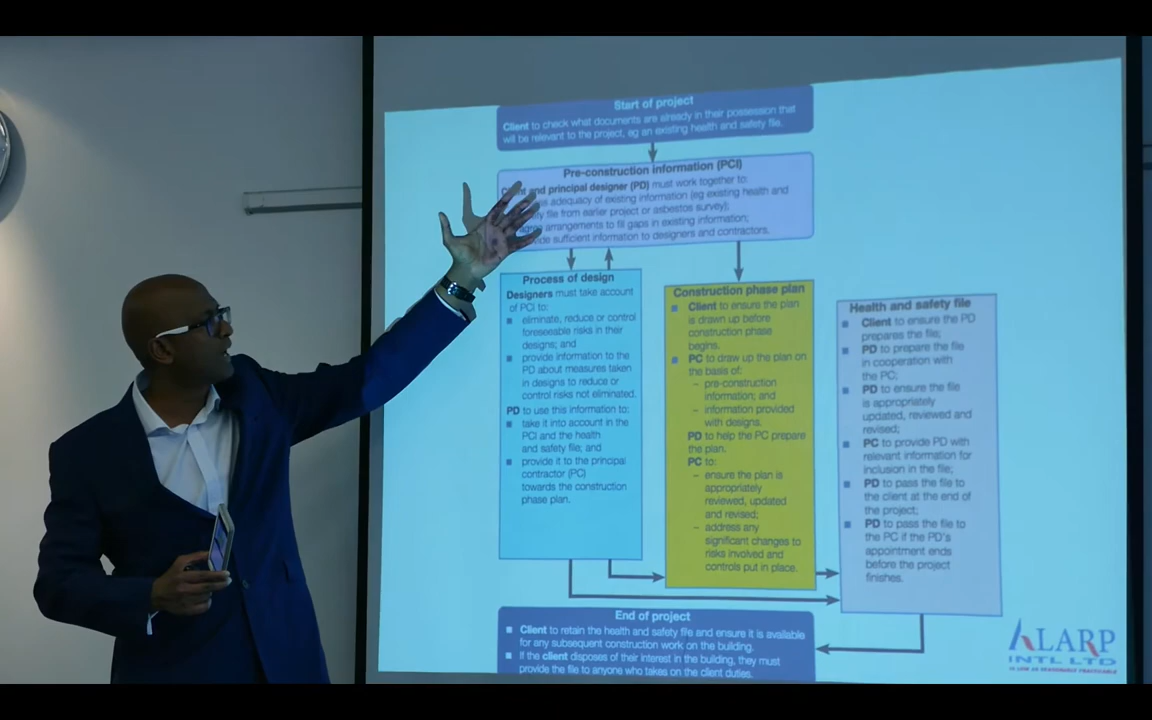 Start of project
Client to check what documents are already in their possession that
will be relevant to the project, eg an existing health and safety file.
Pre-construction information (PCI)
Client and principal designer (PD) must work together to:
adequacy of existing information (eg existing health and
file from earlier project or asbestos survey);
agree arrangements to fill gaps in existing information;
sufficient information to designers and contractors.
Process of design
Designers must take account
of PCI to:
eliminate, reduce or control
foreseeable risks in their
designs; and
provide information to the
PD about measures taken
in designs to reduce or
control risks not eliminated.
PD to use this information to:
take it into account in the
PCI and the health
and safety file; and
provide it to the principal
contractor (PC)
towards the construction
phase plan.
Construction phase plan
Client to ensure the plan
is drawn up before
construction phase
begins.
PC to draw up the plan on
the basis of:
– pre-construction
information; and
– information provided
with designs.
PD to help the PC prepare
the plan.
PC to:
– ensure the plan is
appropriately
reviewed, updated
and revised;
– address any
significant changes to
risks involved and
controls put in place.
Health and safety file
Client to ensure the PD
prepares the file;
PD to prepare the file
in cooperation with
the PC;
PD to ensure the file
is appropriately
updated, reviewed and
revised;
PC to provide PD with
relevant information for
inclusion in the file;
PD to pass the file to
the client at the end of
the project;
PD to pass the file to
the PC if the PD's
appointment ends
before the project
finishes.
End of project
Client to retain the health and safety file and ensure it is available
for any subsequent construction work on the building.
If the client disposes of their interest in the building, they must
provide the file to anyone who takes on the client duties.
ALARP
INTL LTD
AS LOW AS REASONABLY PRACTICABLE